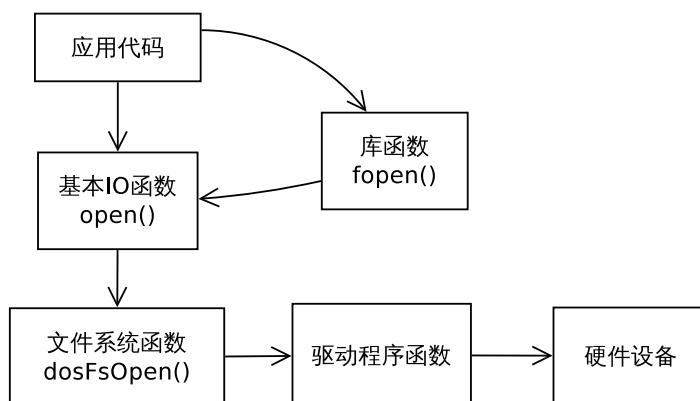 应用代码
库函数
fopen()
基本IO函数
open()
文件系统函数
dosFsOpen()
驱动程序函数
硬件设备